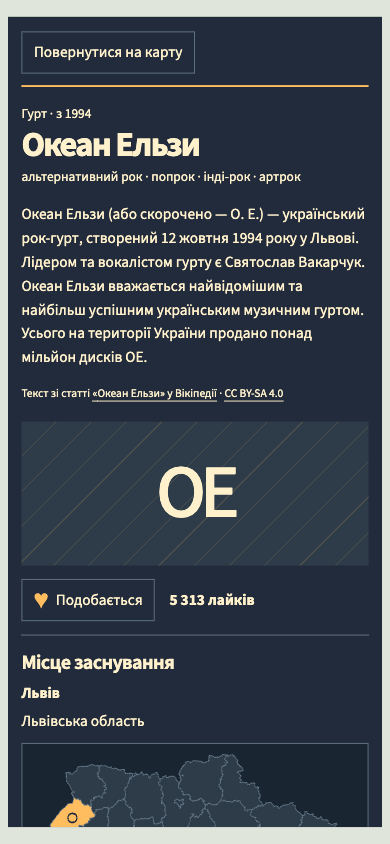 Повернутися на карту
Гурт · з 1994
Океан Ельзи
альтернативний рок · попрок · інді-рок · артрок
Океан Ельзи (або скорочено — О. Е.) — український
рок-гурт, створений 12 жовтня 1994 року у Львові.
Лідером та вокалістом гурту є Святослав Вакарчук.
Океан Ельзи вважається найвідомішим та
найбільш успішним українським музичним гуртом.
Усього на території України продано понад
мільйон дисків ОЕ.
Текст зі статті «Океан Ельзи» у Вікіпедії · CC BY-SA 4.0
ОЕ
Подобається
5 313 лайків
Місце заснування
Львів
Львівська область